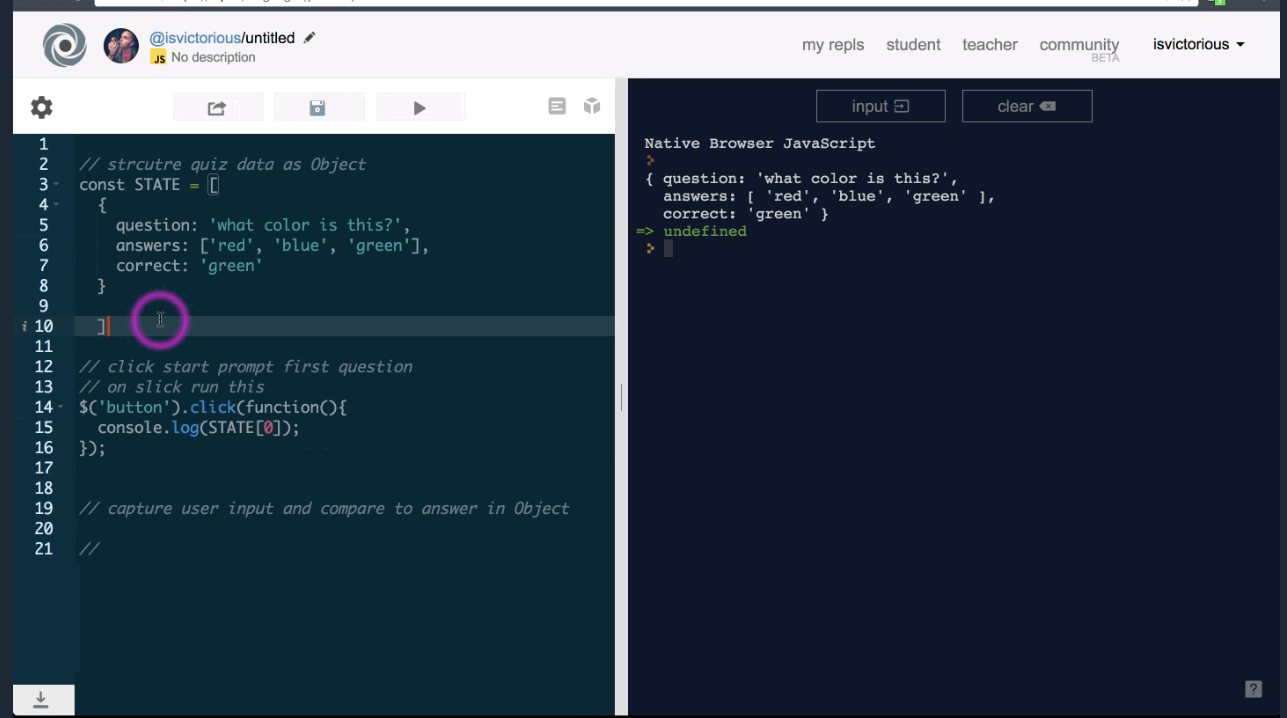 @isvictorious/untitled
JS No description
my repls student teacher community isvictorious
BETA
input clear
1
2 // strcutre quiz data as Object
3 const STATE = [
4 {
5 question: 'what color is this?',
6 answers: ['red', 'blue', 'green'],
7 correct: 'green'
8 }
9
i 10 ]
11
12 // click start prompt first question
13 // on slick run this
14 $('button').click(function(){
15 console.log(STATE[0]);
16 });
17
18
19 // capture user input and compare to answer in Object
20
21 //
Native Browser JavaScript
>
{ question: 'what color is this?',
answers: [ 'red', 'blue', 'green' ],
correct: 'green' }
=> undefined
>
?